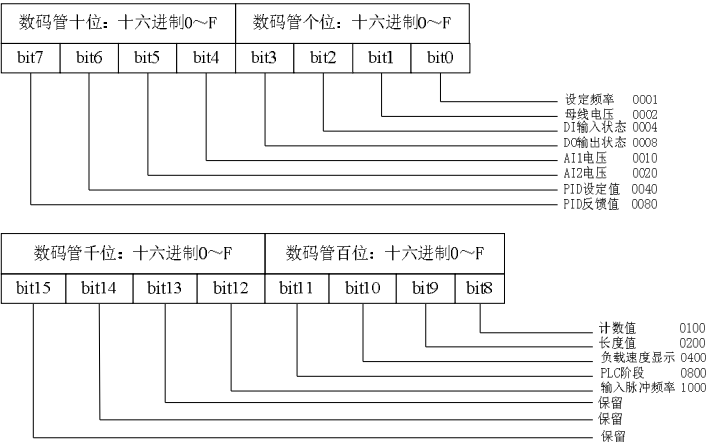 数码管十位：十六进制0～F 数码管个位：十六进制0～F
bit7 bit6 bit5 bit4 bit3 bit2 bit1 bit0
设定频率 0001
母线电压 0002
DI输入状态 0004
DO输出状态 0008
AI1电压 0010
AI2电压 0020
PID设定值 0040
PID反馈值 0080
数码管千位：十六进制0～F 数码管百位：十六进制0～F
bit15 bit14 bit13 bit12 bit11 bit10 bit9 bit8
计数值 0100
长度值 0200
负载速度显示 0400
PLC阶段 0800
输入脉冲频率 1000
保留
保留
保留